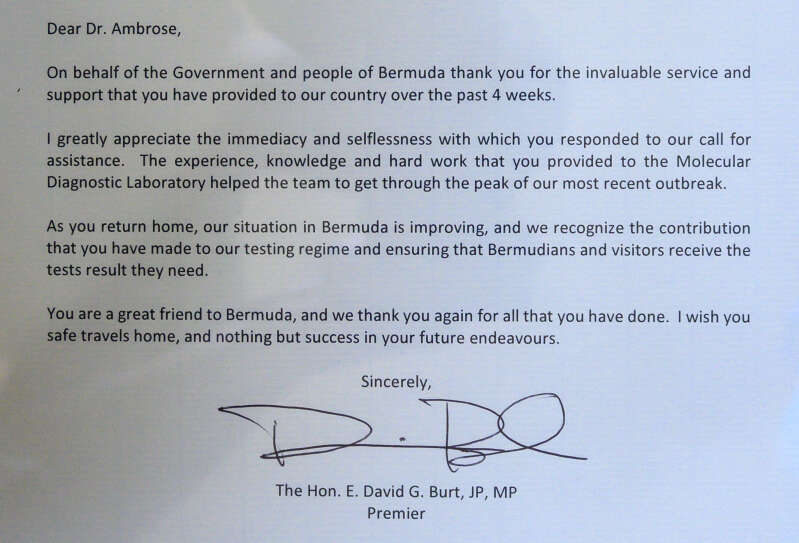 Dear Dr. Ambrose,
On behalf of the Government and people of Bermuda thank you for the invaluable service and
support that you have provided to our country over the past 4 weeks.
I greatly appreciate the immediacy and selflessness with which you responded to our call for
assistance. The experience, knowledge and hard work that you provided to the Molecular
Diagnostic Laboratory helped the team to get through the peak of our most recent outbreak.
As you return home, our situation in Bermuda is improving, and we recognize the contribution
that you have made to our testing regime and ensuring that Bermudians and visitors receive the
tests result they need.
You are a great friend to Bermuda, and we thank you again for all that you have done. I wish you
safe travels home, and nothing but success in your future endeavours.
Sincerely,
The Hon. E. David G. Burt, JP, MP
Premier